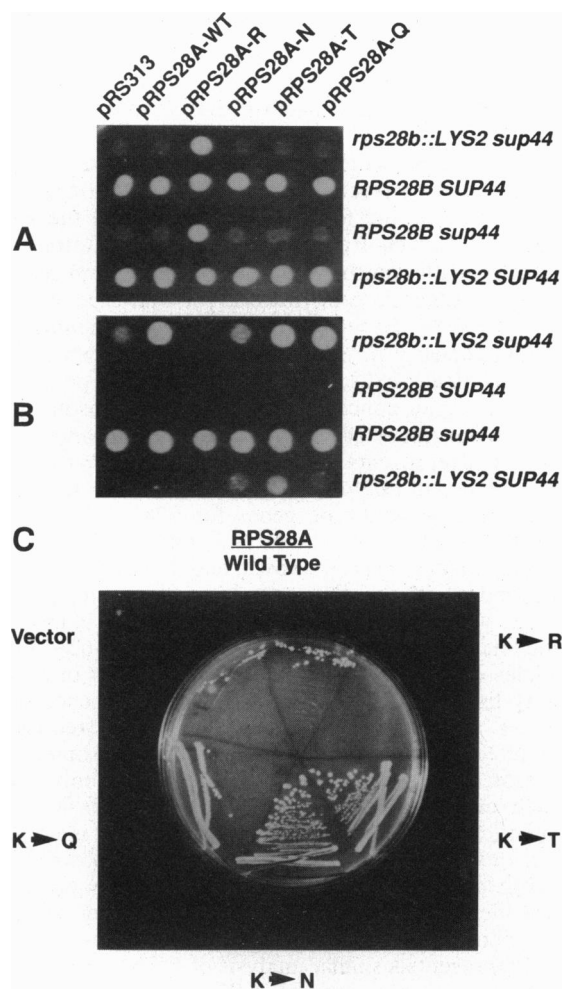 pRS313
pRPS28A-WT
pRPS28A-R
pRPS28A-N
pRPS28A-T
pRPS28A-Q
A
rps28b::LYS2 sup44
RPS28B SUP44
RPS28B sup44
rps28b::LYS2 SUP44
B
rps28b::LYS2 sup44
RPS28B SUP44
RPS28B sup44
rps28b::LYS2 SUP44
C
RPS28A
Wild Type
Vector
K➧R
K➧Q
K➧T
K➧N